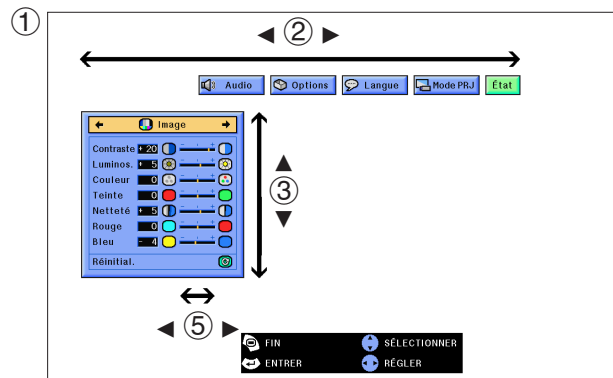 ①
◄ ② ►
Audio Options Langue Mode PRJ État
Image
Contraste + 20
Luminos. + 5
Couleur 0
Teinte 0
Netteté + 5
Rouge 0
Bleu - 4
Réinitial.
▲
③
▼
◄ ⑤ ►
FIN SÉLECTIONNER
ENTRER RÉGLER